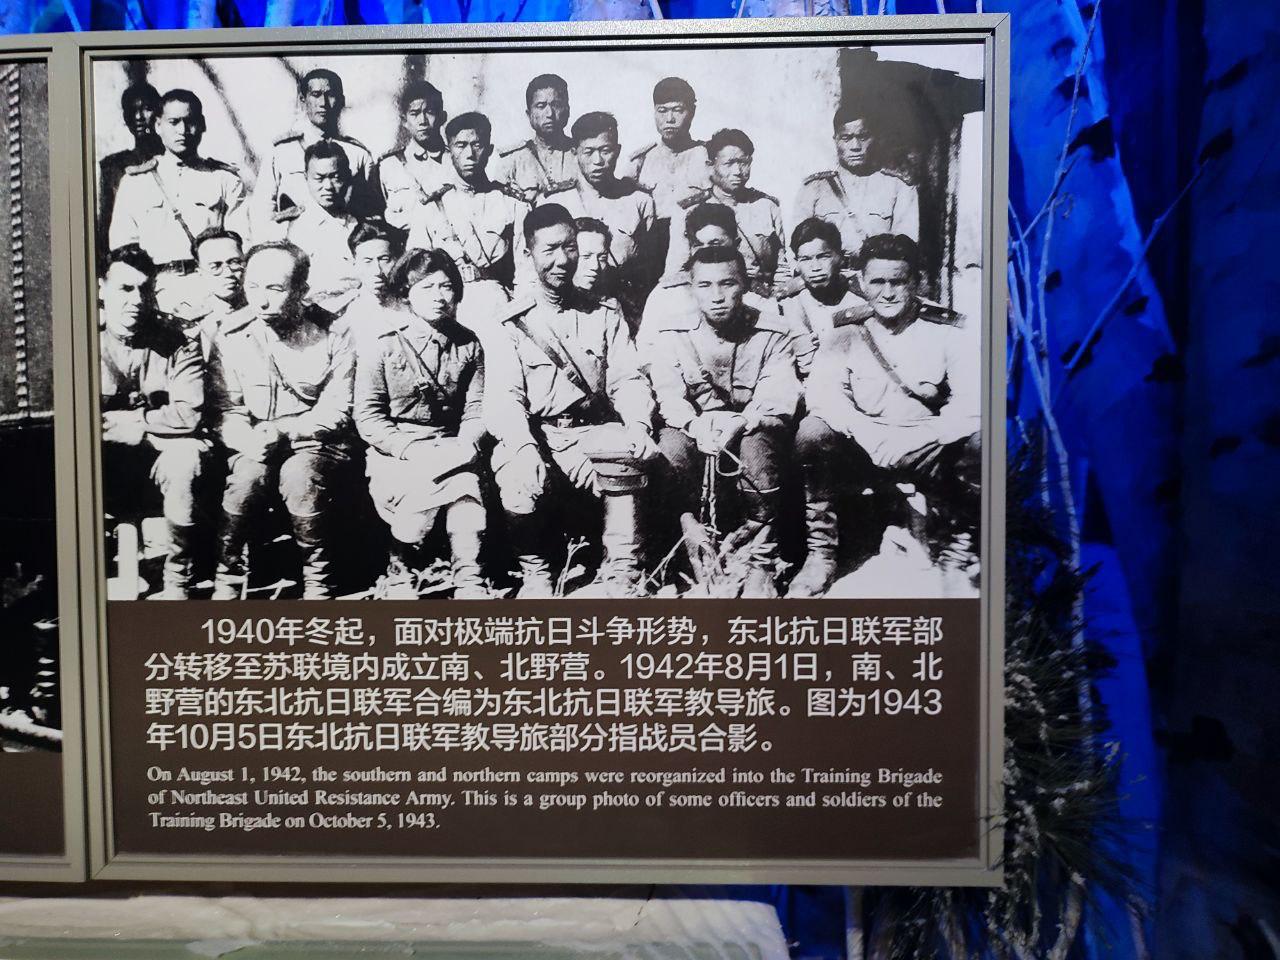 1940年冬起，面对极端抗日斗争形势，东北抗日联军部
分转移至苏联境内成立南、北野营。1942年8月1日，南、北
野营的东北抗日联军合编为东北抗日联军教导旅。图为1943
年10月5日东北抗日联军教导旅部分指战员合影。
On August 1, 1942, the southern and northern camps were reorganized into the Training Brigade
of Northeast United Resistance Army. This is a group photo of some officers and soldiers of the
Training Brigade on October 5, 1943.